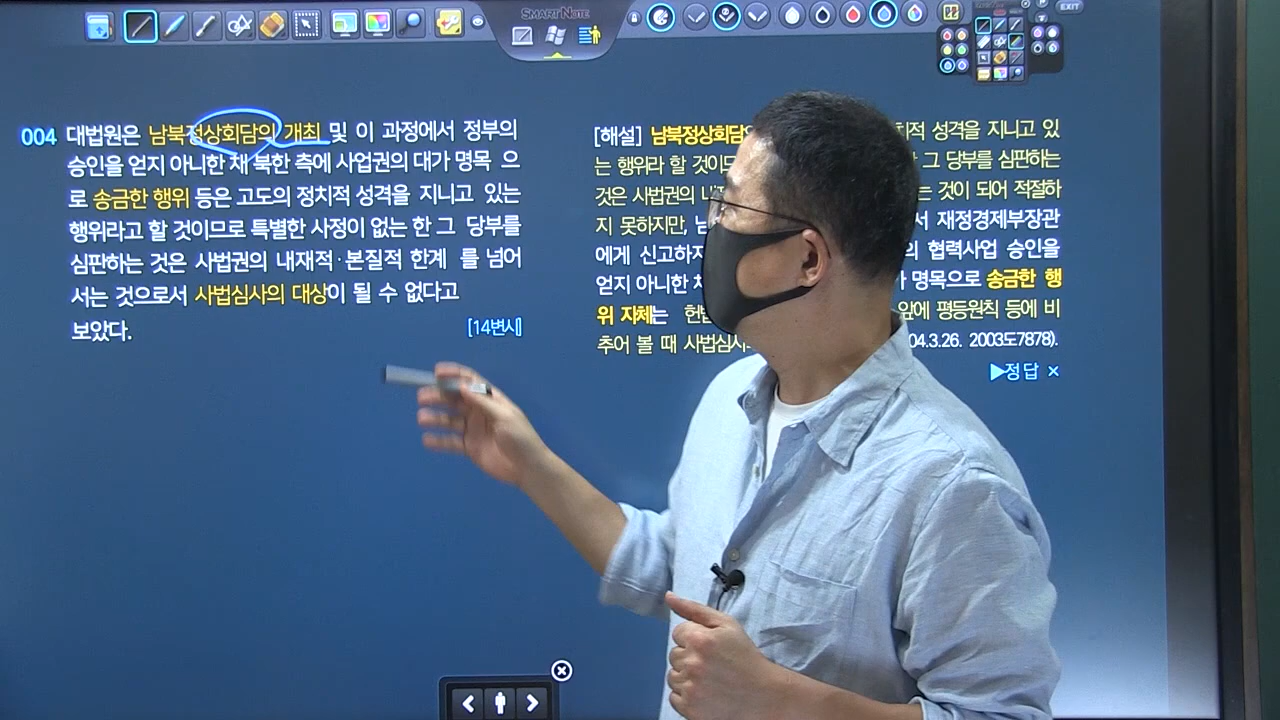 SMARTNOTE
EXIT
004 대법원은 남북정상회담의 개최 및 이 과정에서 정부의
승인을 얻지 아니한 채 북한 측에 사업권의 대가 명목 으
로 송금한 행위 등은 고도의 정치적 성격을 지니고 있는
행위라고 할 것이므로 특별한 사정이 없는 한 그 당부를
심판하는 것은 사법권의 내재적·본질적 한계 를 넘어
서는 것으로서 사법심사의 대상이 될 수 없다고
보았다.
[14변시]
[해설] 남북정상회담 성격을 지니고 있
는 행위라 할 것이 그 당부를 심판하는
것은 사법권의 는 것이 되어 적절하
지 못하지만, 재정경제부장관
에게 신고하지 협력사업 승인을
얻지 아니한 명목으로 송금한 행
위 자체는 앞에 평등원칙 등에 비
추어 볼 때 사법심사 04.3.26. 2003도7878).
▶정답 ×